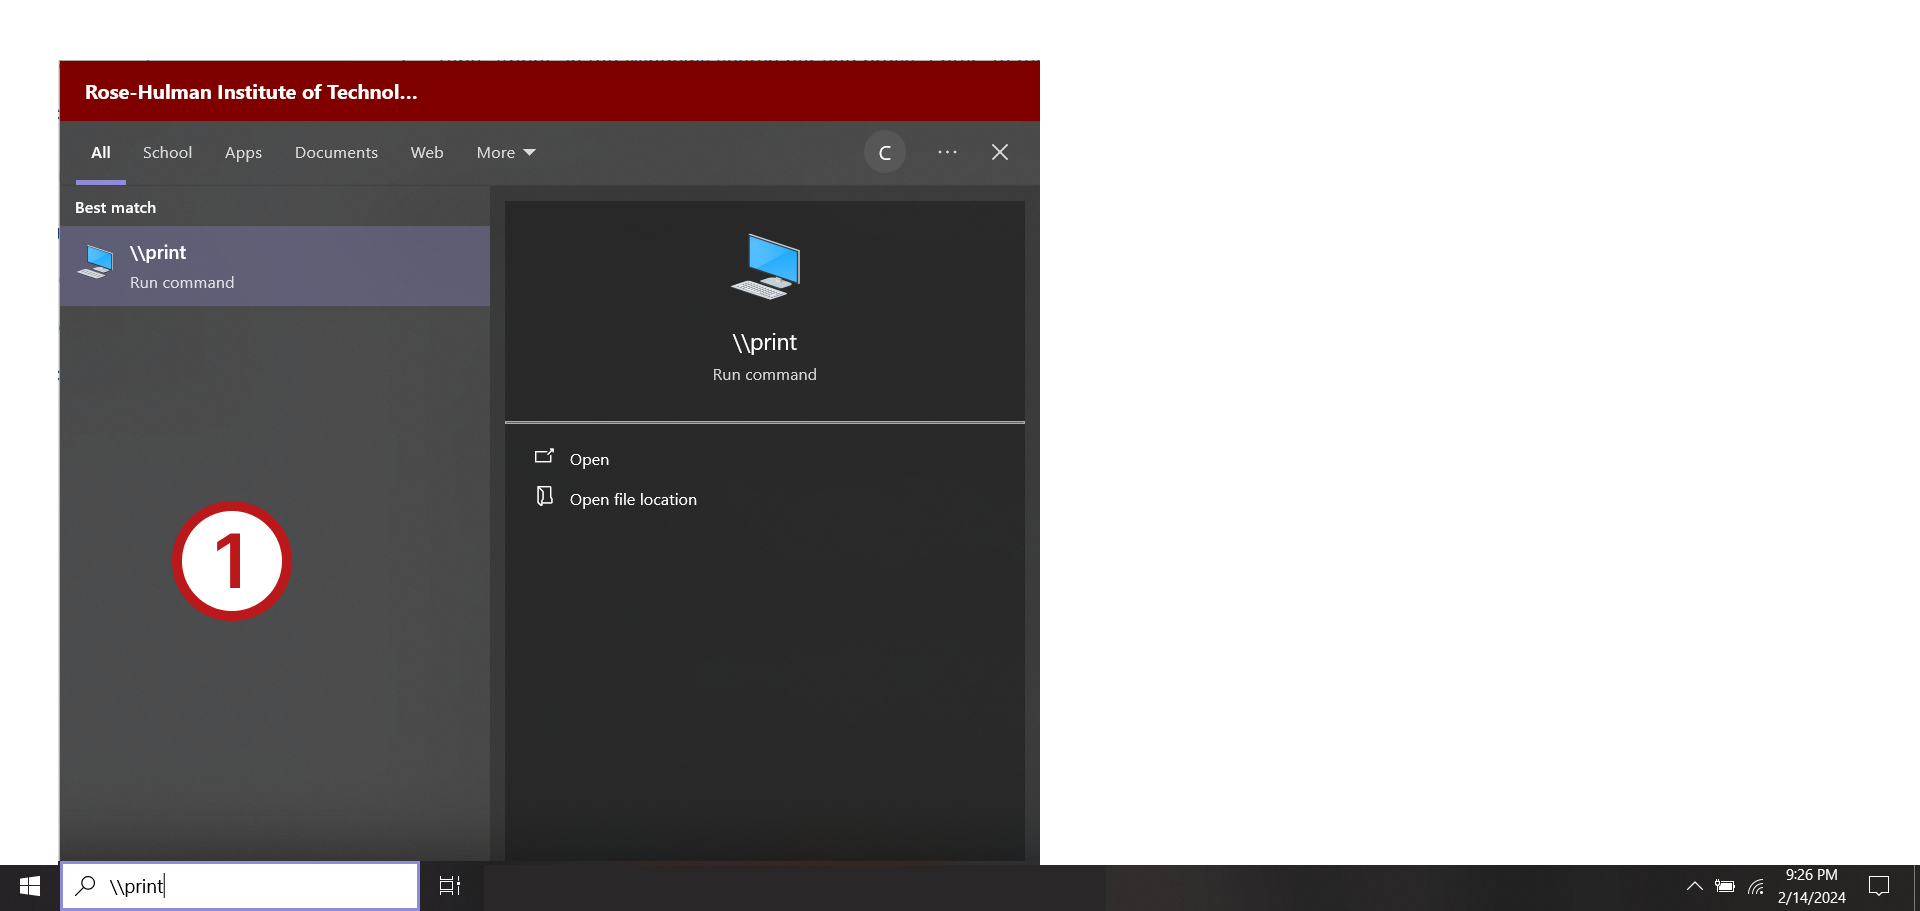 Rose-Hulman Institute of Technol...
All School Apps Documents Web More C
Best match
\\print
Run command
\\print
Run command
Open
Open file location
1
\\print
9:26 PM
2/14/2024